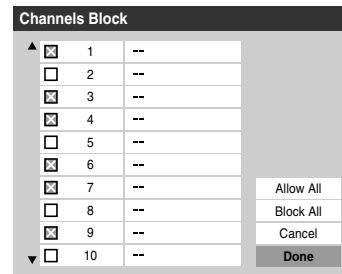 Channels Block
1 --
2 --
3 --
4 --
5 --
6 --
7 --
8 --
9 --
10 --
Allow All
Block All
Cancel
Done